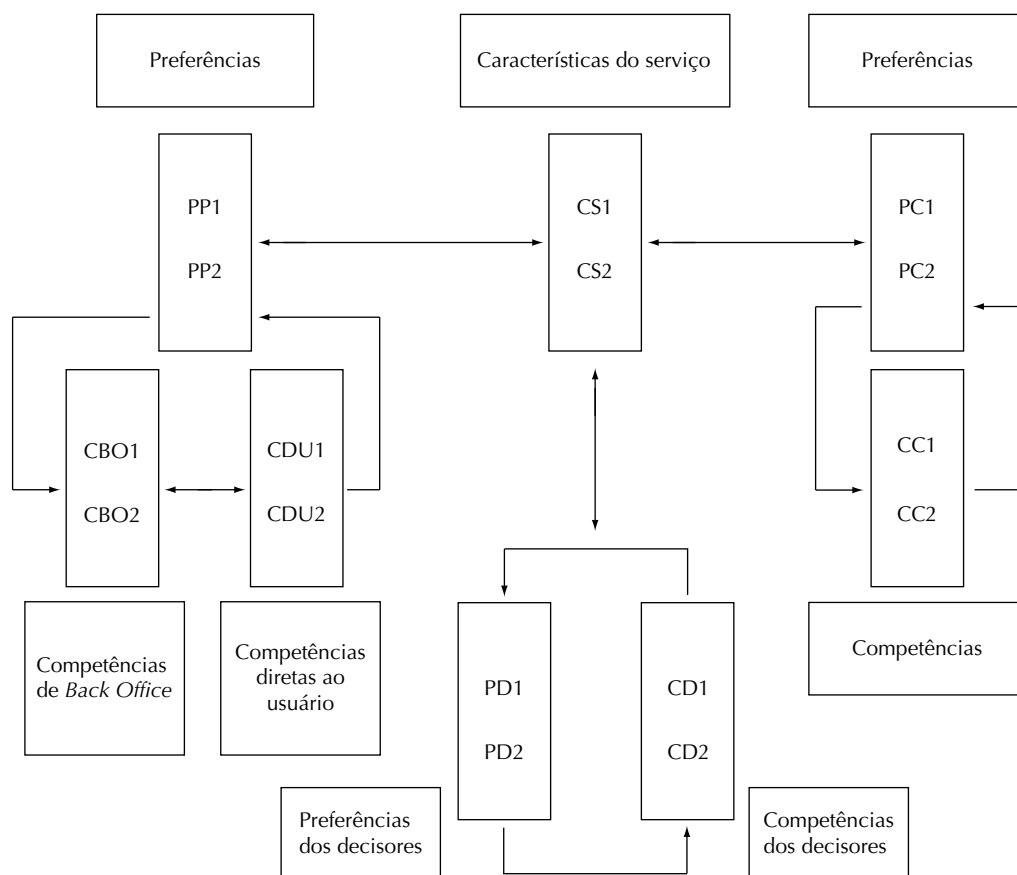 Preferências
Características do serviço
Preferências
PP1
PP2
CS1
CS2
PC1
PC2
CBO1
CBO2
CDU1
CDU2
CC1
CC2
Competências
de Back Office
Competências
diretas ao
usuário
PD1
PD2
CD1
CD2
Competências
Preferências
dos decisores
Competências
dos decisores